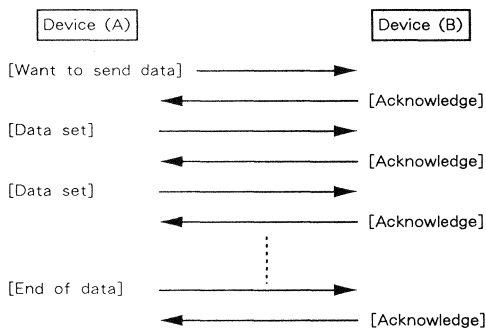 Device (A) Device (B)
[Want to send data]
[Acknowledge]
[Data set]
[Acknowledge]
[Data set]
[Acknowledge]
[End of data]
[Acknowledge]